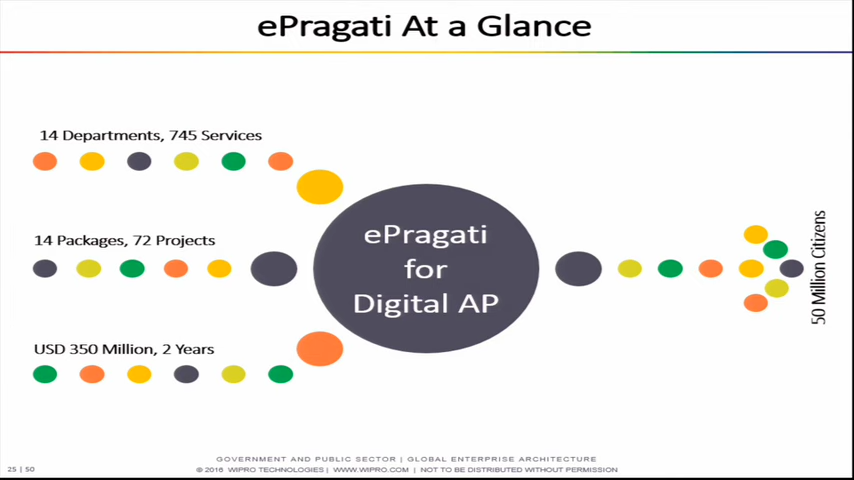 ePragati At a Glance
14 Departments, 745 Services
14 Packages, 72 Projects
USD 350 Million, 2 Years
ePragati
for
Digital AP
50 Million Citizens
GOVERNMENT AND PUBLIC SECTOR | GLOBAL ENTERPRISE ARCHITECTURE
25 | 50
© 2016 WIPRO TECHNOLOGIES | WWW.WIPRO.COM | NOT TO BE DISTRIBUTED WITHOUT PERMISSION